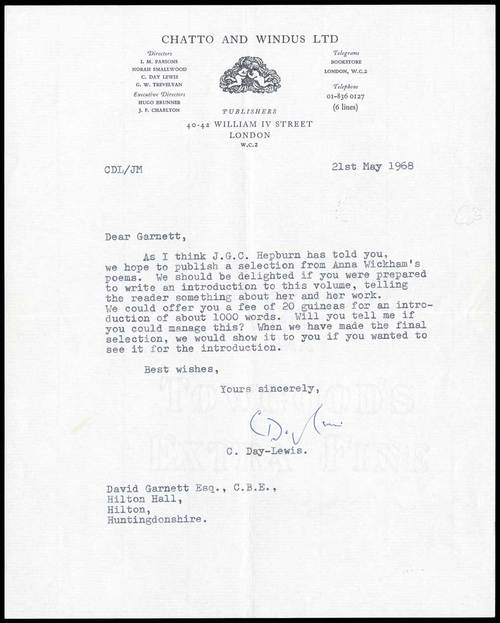 CHATTO AND WINDUS LTD
Directors
I. M. PARSONS
NORAH SMALLWOOD
C. DAY LEWIS
G. W. TREVELYAN
Executive Directors
HUGO BRUNNER
J. F. CHARLTON
Telegrams
BOOKSTORE
LONDON, W.C.2
Telephone
01-836 0127
(6 lines)
PUBLISHERS
40-42 WILLIAM IV STREET
LONDON
W.C.2
CDL/JM
21st May 1968
Dear Garnett,
As I think J.G.C. Hepburn has told you,
we hope to publish a selection from Anna Wickham's
poems. We should be delighted if you were prepared
to write an introduction to this volume, telling
the reader something about her and her work.
We could offer you a fee of 20 guineas for an intro-
duction of about 1000 words. Will you tell me if
you could manage this? When we have made the final
selection, we would show it to you if you wanted to
see it for the introduction.
Best wishes,
Yours sincerely,
C Day Lewis
C. Day-Lewis.
TOVIL BONDS
EXTRA FINE
David Garnett Esq., C.B.E.,
Hilton Hall,
Hilton,
Huntingdonshire.